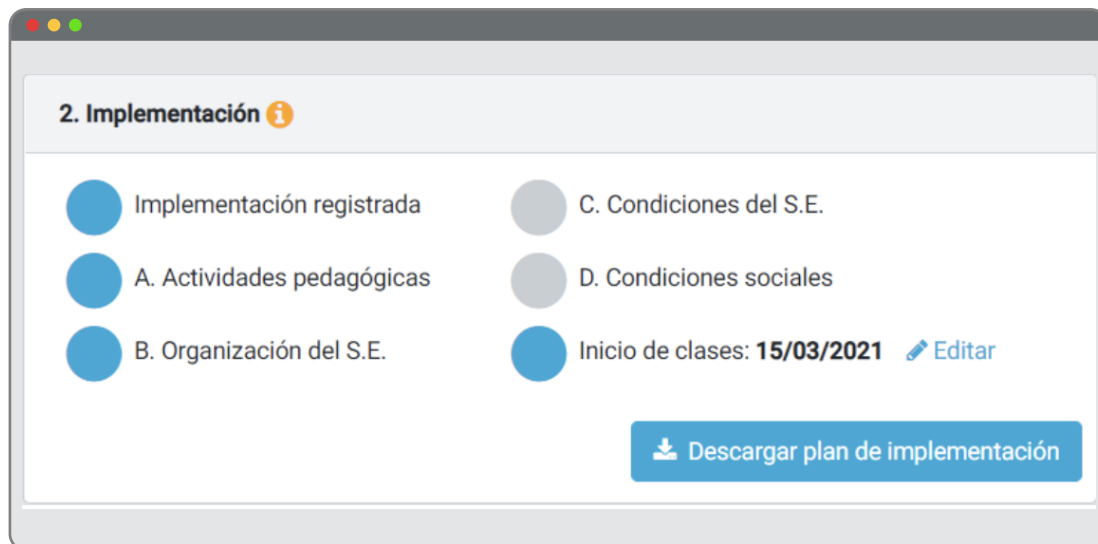 2. Implementación
Implementación registrada
A. Actividades pedagógicas
B. Organización del S.E.
C. Condiciones del S.E.
D. Condiciones sociales
Inicio de clases: 15/03/2021 Editar
Descargar plan de implementación